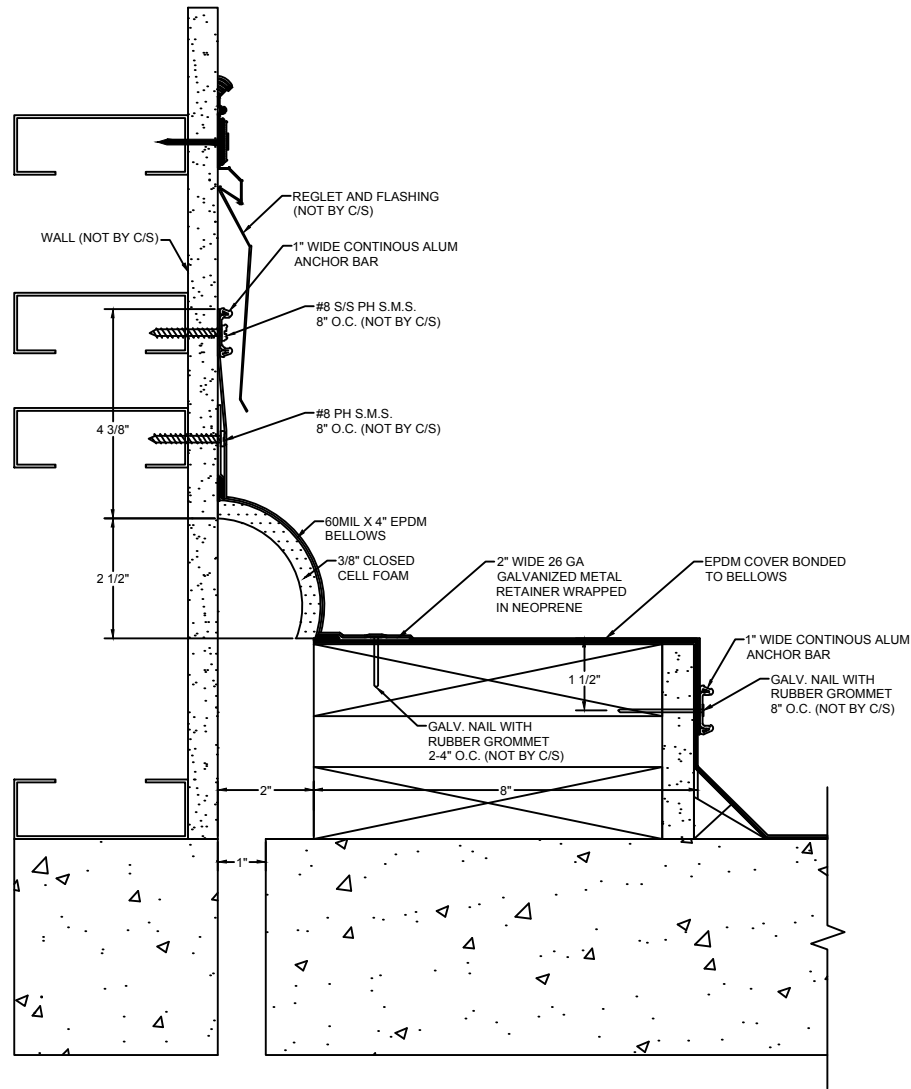 REGLET AND FLASHING
(NOT BY C/S)
WALL (NOT BY C/S)
1" WIDE CONTINOUS ALUM
ANCHOR BAR
#8 S/S PH S.M.S.
8" O.C. (NOT BY C/S)
4 3/8"
#8 PH S.M.S.
8" O.C. (NOT BY C/S)
60MIL X 4" EPDM
BELLOWS
3/8" CLOSED
CELL FOAM
2 1/2"
2" WIDE 26 GA
GALVANIZED METAL
RETAINER WRAPPED
IN NEOPRENE
EPDM COVER BONDED
TO BELLOWS
1" WIDE CONTINOUS ALUM
ANCHOR BAR
1 1/2"
GALV. NAIL WITH
RUBBER GROMMET
8" O.C. (NOT BY C/S)
GALV. NAIL WITH
RUBBER GROMMET
2-4" O.C. (NOT BY C/S)
2"
8"
1"